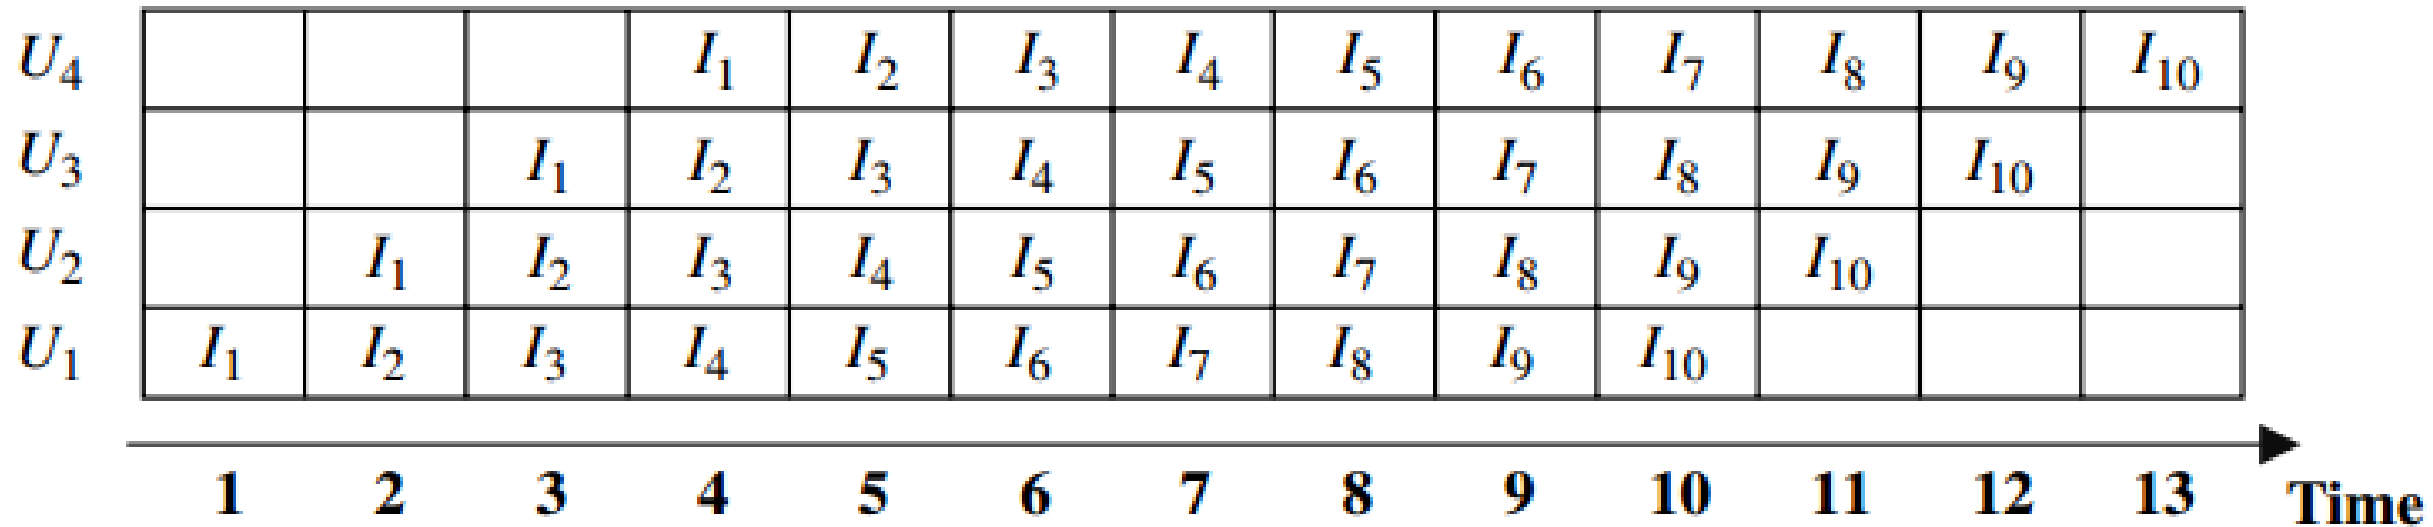 U4 I1 I2 I3 I4 I5 I6 I7 I8 I9 I10
U3 I1 I2 I3 I4 I5 I6 I7 I8 I9 I10
U2 I1 I2 I3 I4 I5 I6 I7 I8 I9 I10
U1 I1 I2 I3 I4 I5 I6 I7 I8 I9 I10
1 2 3 4 5 6 7 8 9 10 11 12 13 Time